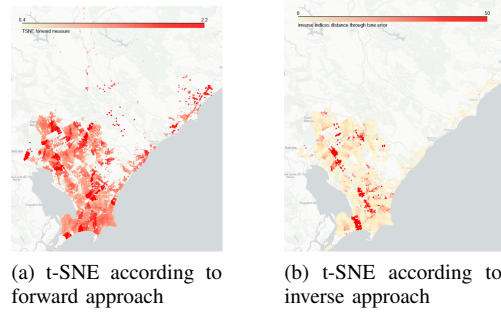 0.4 2.2
TSNE forward measure
0 50
inverse indices distance through tsne error
(a) t-SNE according to
forward approach
(b) t-SNE according to
inverse approach